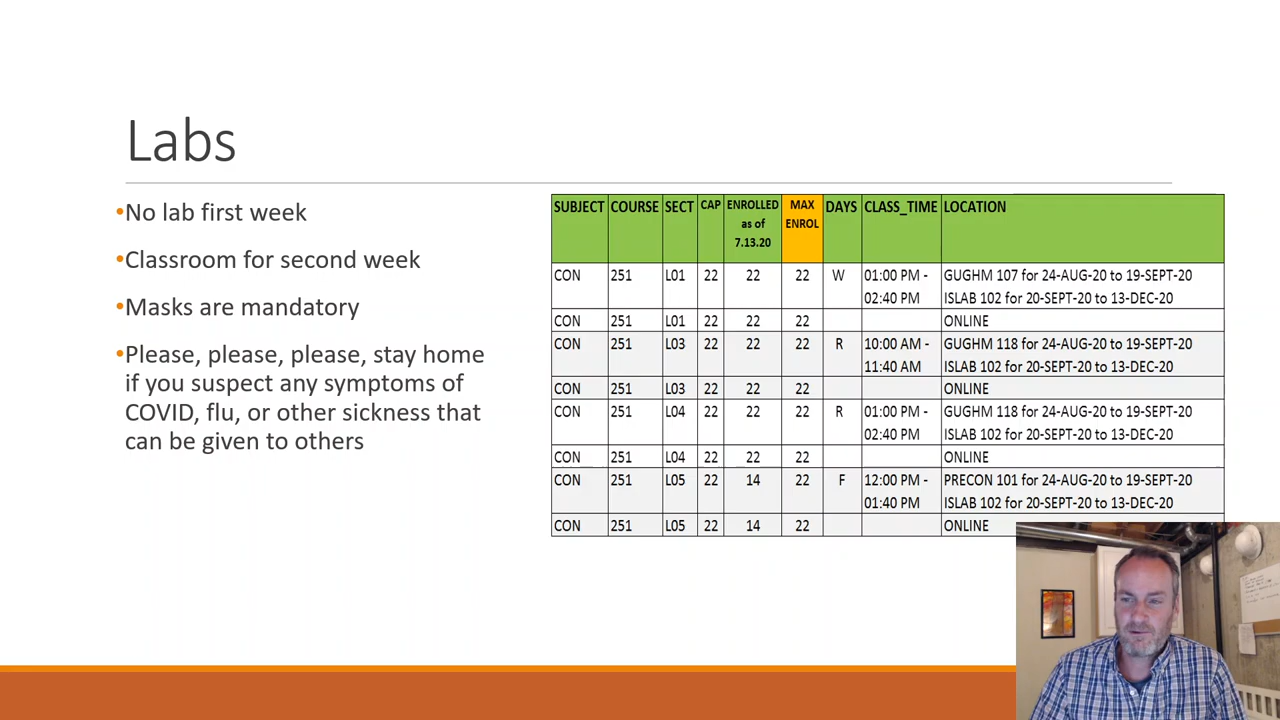 Labs
•No lab first week
•Classroom for second week
•Masks are mandatory
•Please, please, please, stay home
if you suspect any symptoms of
COVID, flu, or other sickness that
can be given to others
SUBJECT COURSE SECT CAP ENROLLED as of 7.13.20 MAX ENROL DAYS CLASS_TIME LOCATION
CON 251 L01 22 22 22 W 01:00 PM - GUGHM 107 for 24-AUG-20 to 19-SEPT-20
02:40 PM ISLAB 102 for 20-SEPT-20 to 13-DEC-20
CON 251 L01 22 22 22 ONLINE
CON 251 L03 22 22 22 R 10:00 AM - GUGHM 118 for 24-AUG-20 to 19-SEPT-20
11:40 AM ISLAB 102 for 20-SEPT-20 to 13-DEC-20
CON 251 L03 22 22 22 ONLINE
CON 251 L04 22 22 22 R 01:00 PM - GUGHM 118 for 24-AUG-20 to 19-SEPT-20
02:40 PM ISLAB 102 for 20-SEPT-20 to 13-DEC-20
CON 251 L04 22 22 22 ONLINE
CON 251 L05 22 14 22 F 12:00 PM - PRECON 101 for 24-AUG-20 to 19-SEPT-20
01:40 PM ISLAB 102 for 20-SEPT-20 to 13-DEC-20
CON 251 L05 22 14 22 ONLINE